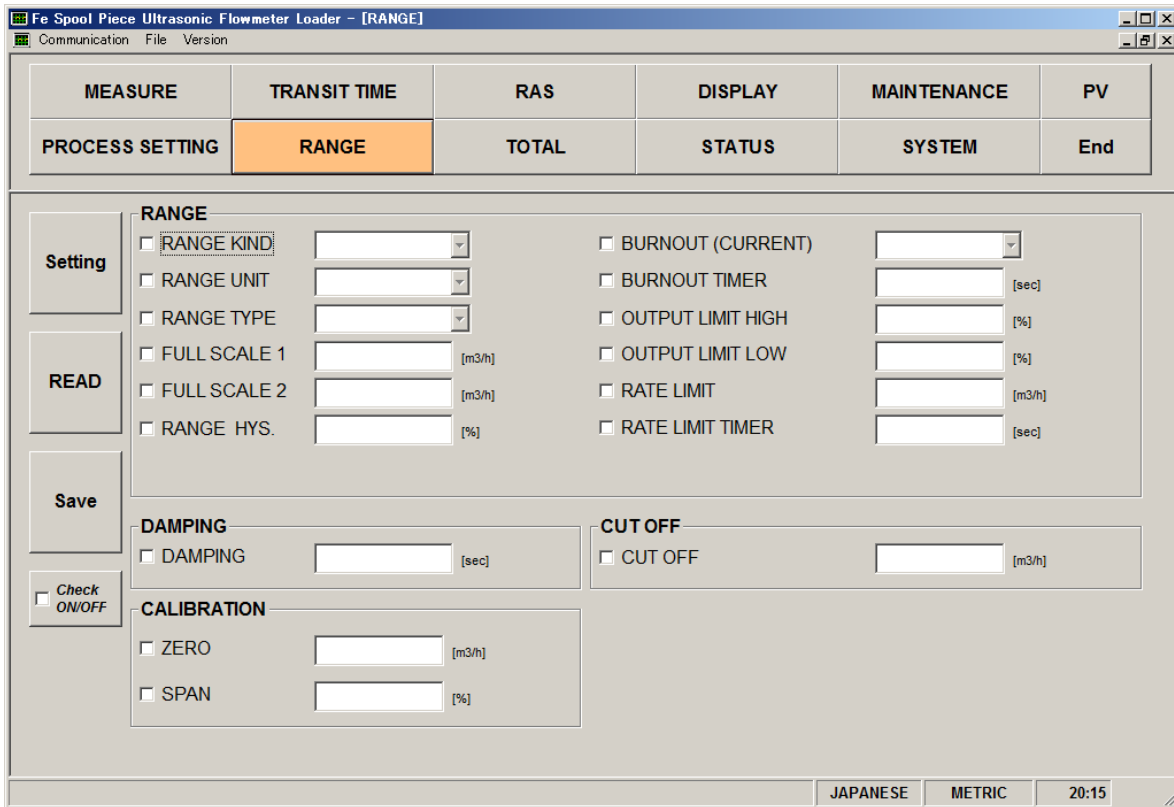 Fe Spool Piece Ultrasonic Flowmeter Loader - [RANGE]
Communication File Version
MEASURE TRANSIT TIME RAS DISPLAY MAINTENANCE PV
PROCESS SETTING RANGE TOTAL STATUS SYSTEM End
Setting
READ
Save
Check
ON/OFF
RANGE
RANGE KIND
RANGE UNIT
RANGE TYPE
FULL SCALE 1 [m3/h]
FULL SCALE 2 [m3/h]
RANGE HYS. [%]
BURNOUT (CURRENT)
BURNOUT TIMER [sec]
OUTPUT LIMIT HIGH [%]
OUTPUT LIMIT LOW [%]
RATE LIMIT [m3/h]
RATE LIMIT TIMER [sec]
DAMPING
DAMPING [sec]
CUT OFF
CUT OFF [m3/h]
CALIBRATION
ZERO [m3/h]
SPAN [%]
JAPANESE METRIC 20:15